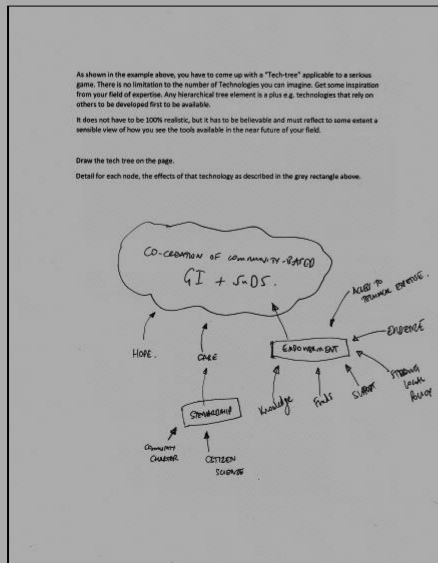 As shown in the example above, you have to come up with a "Tech-tree" applicable to a serious
game. There is no limitation to the number of Technologies you can imagine. Get some inspiration
from your field of expertise. Any hierarchical tree element is a plus e.g. technologies that rely on
others to be developed first to be available.
It does not have to be 100% realistic, but it has to be believable and must reflect to some extent a
sensible view of how you see the tools available in the near future of your field.
Draw the tech tree on the page.
Detail for each node, the effects of that technology as described in the grey rectangle above.
CO-CREATION OF COMMUNITY-BASED
GI + SuDS.
ACCESS TO
TECHNICAL EXPERTISE.
EVIDENCE
HOPE.
CARE
EMPOWERMENT
STRONG
LOCAL
POLICY
Knowledge
Funds
STEWARDSHIP
COMMUNITY
CHARTER
CITIZEN
SCIENCE